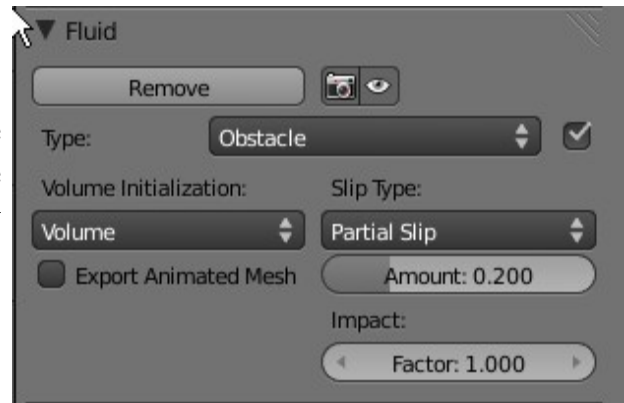 Fluid
Remove
Type: Obstacle
Volume Initialization: Slip Type:
Volume Partial Slip
Export Animated Mesh Amount: 0.200
Impact:
Factor: 1.000